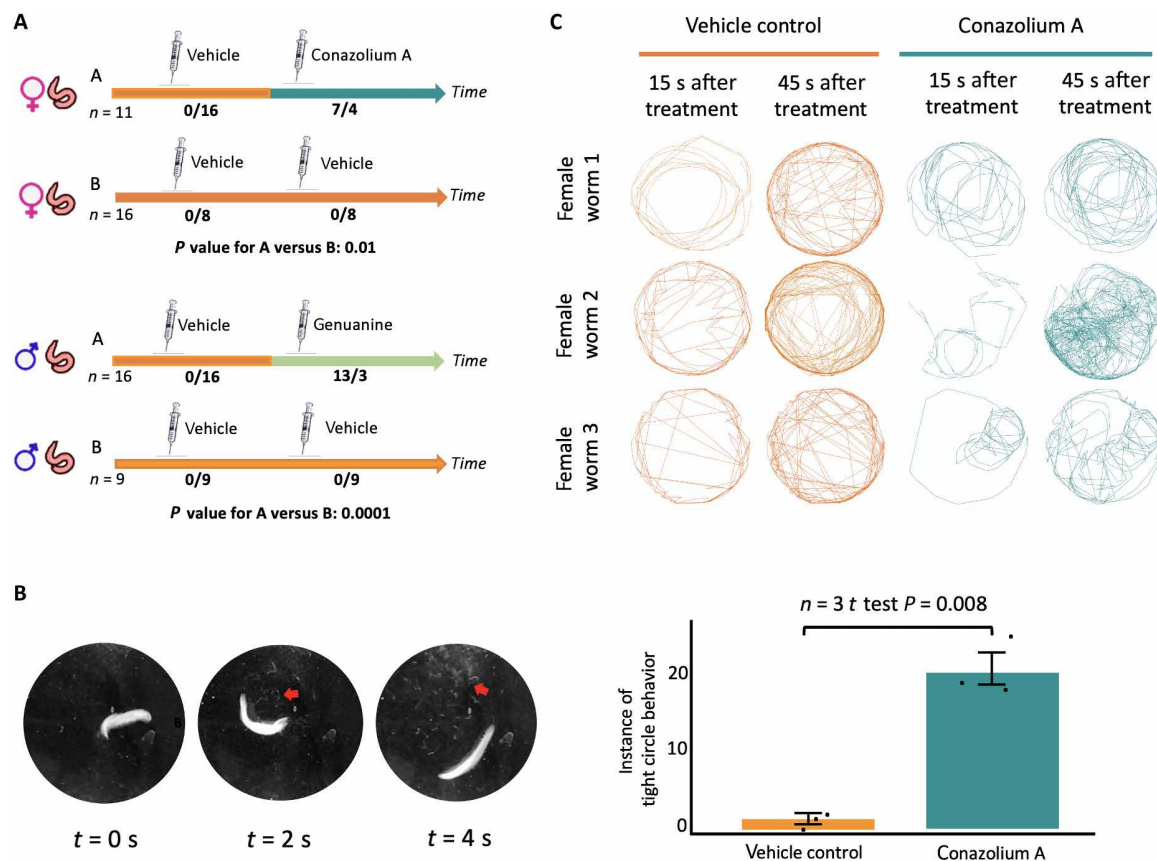 A
Vehicle
Conazolium A
A
Time
n = 11
0/16
7/4
Vehicle
Vehicle
B
Time
n = 16
0/8
0/8
P value for A versus B: 0.01
Vehicle
Genuanine
A
Time
n = 16
0/16
13/3
Vehicle
Vehicle
B
Time
n = 9
0/9
0/9
P value for A versus B: 0.0001
B
B
t = 0 s
t = 2 s
t = 4 s
C
Vehicle control
Conazolium A
15 s after
treatment
45 s after
treatment
15 s after
treatment
45 s after
treatment
Female
worm 1
Female
worm 2
Female
worm 3
n = 3 t test P = 0.008
Instance of
tight circle behavior
20
10
0
Vehicle control
Conazolium A